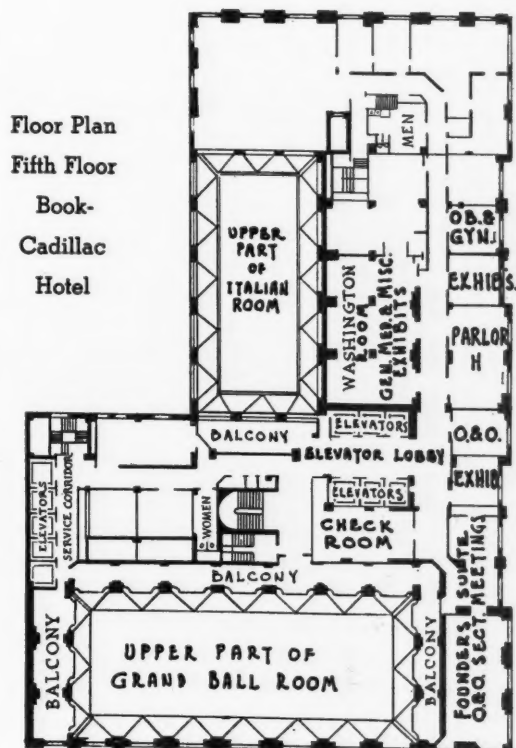 Floor Plan
Fifth Floor
Book-
Cadillac
Hotel
MEN
UPPER
PART
OF
ITALIAN
ROOM
WASHINGTON
ROOM
GEN. MED. & MISC.
EXHIBITS
OB. &
GYN.
EXHIBS.
PARLOR
H
O.&O.
EXHIB.
BALCONY
ELEVATORS
ELEVATOR LOBBY
ELEVATORS
CHECK
ROOM
ELEVATORS
SERVICE CORRIDOR
WOMEN
BALCONY
BALCONY
UPPER PART OF
GRAND BALL ROOM
BALCONY
FOUNDERS SUITE
O.&O. SECT. MEETINGS